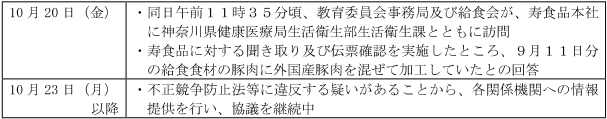 10月20日（金） ・同日午前１１時３５分頃、教育委員会事務局及び給食会が、寿食品本社
に神奈川県健康医療局生活衛生部生活衛生課とともに訪問
・寿食品に対する聞き取り及び伝票確認を実施したところ、９月１１日分
の給食食材の豚肉に外国産豚肉を混ぜて加工していたとの回答
10月23日（月） ・不正競争防止法等に違反する疑いがあることから、各関係機関への情報
以降 提供を行い、協議を継続中